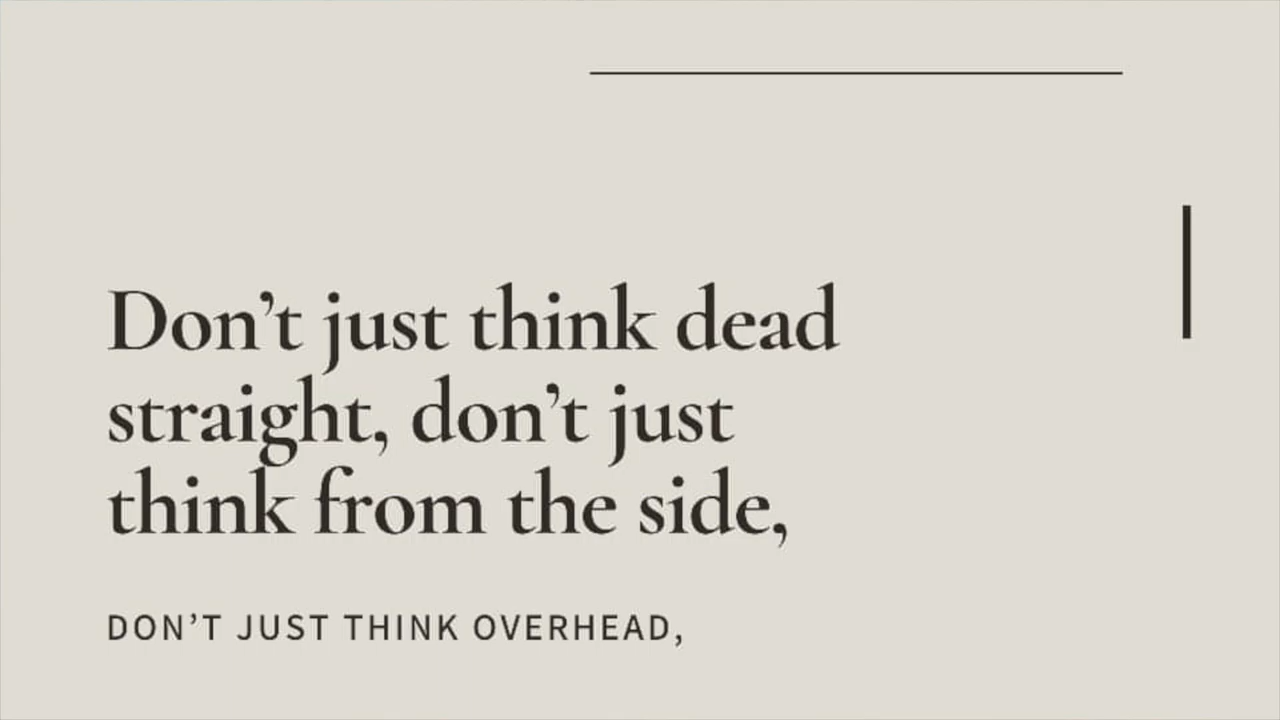 Don’t just think dead
straight, don’t just
think from the side,
DON’T JUST THINK OVERHEAD,